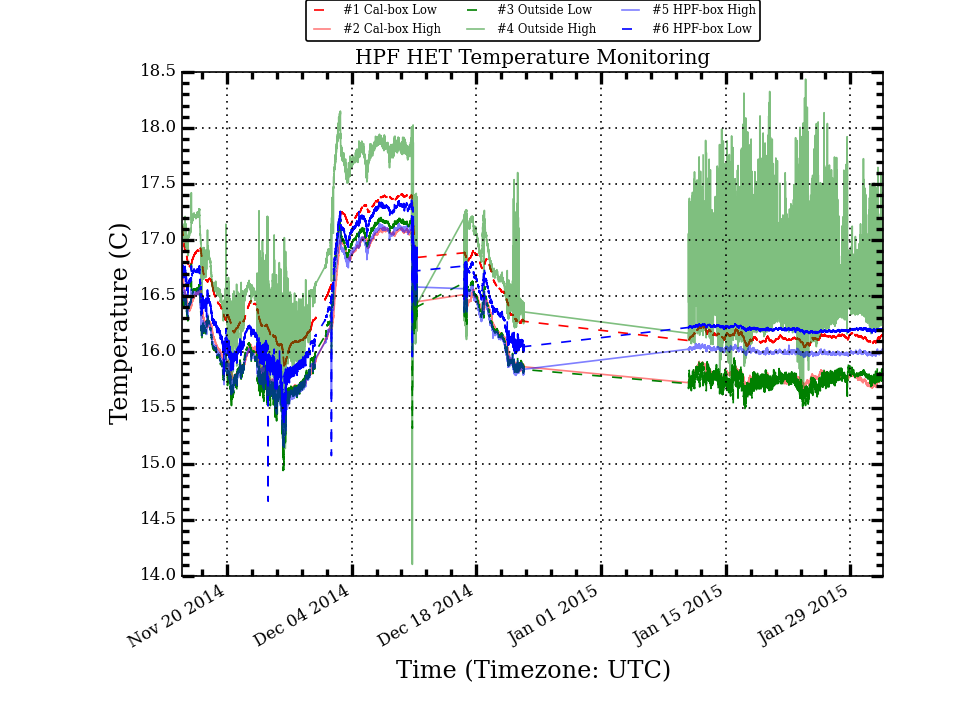 #1 Cal-box Low #3 Outside Low #5 HPF-box High
#2 Cal-box High #4 Outside High #6 HPF-box Low
HPF HET Temperature Monitoring
18.5
18.0
17.5
17.0
16.5
16.0
15.5
15.0
14.5
14.0
Temperature (C)
Nov 20 2014 Dec 04 2014 Dec 18 2014 Jan 01 2015 Jan 15 2015 Jan 29 2015
Time (Timezone: UTC)